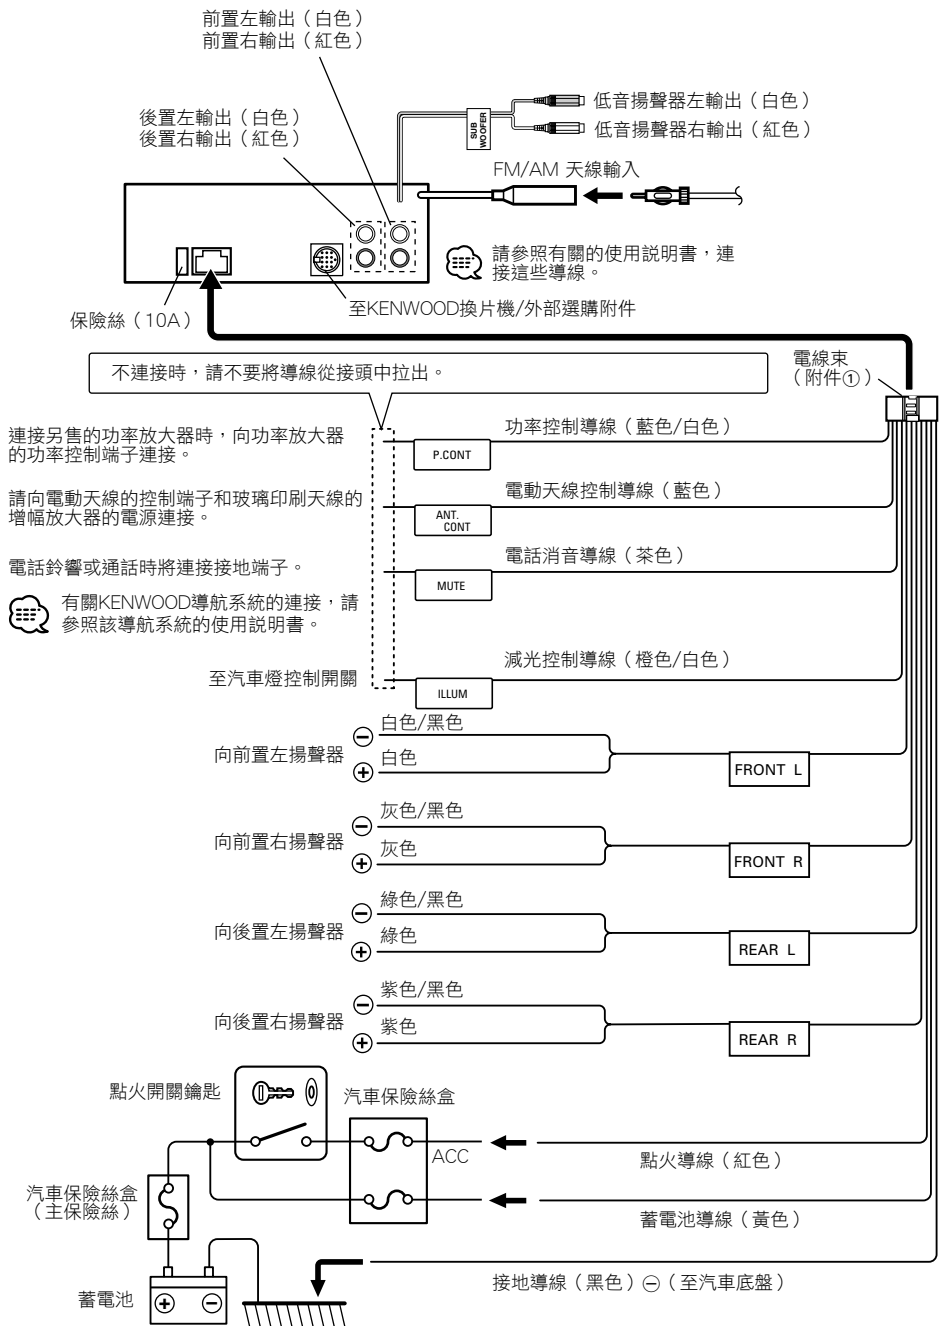 前置左輸出（白色）
前置右輸出（紅色）
後置左輸出（白色）
後置右輸出（紅色）
SUB
WOOFER
低音揚聲器左輸出（白色）
低音揚聲器右輸出（紅色）
FM/AM 天線輸入
請參照有關的使用説明書，連
接這些導線。
至KENWOOD換片機/外部選購附件
保險絲（10A）
不連接時，請不要將導線從接頭中拉出。
電線束
（附件①）
連接另售的功率放大器時，向功率放大器
的功率控制端子連接。
P.CONT
功率控制導線（藍色/白色）
請向電動天線的控制端子和玻璃印刷天線的
增幅放大器的電源連接。
ANT.
CONT
電動天線控制導線（藍色）
電話鈴響或通話時將連接接地端子。
MUTE
電話消音導線（茶色）
有關KENWOOD導航系統的連接，請
參照該導航系統的使用説明書。
至汽車燈控制開關
ILLUM
減光控制導線（橙色/白色）
向前置左揚聲器
⊖ 白色/黑色
⊕ 白色
FRONT L
向前置右揚聲器
⊖ 灰色/黑色
⊕ 灰色
FRONT R
向後置左揚聲器
⊖ 綠色/黑色
⊕ 綠色
REAR L
向後置右揚聲器
⊖ 紫色/黑色
⊕ 紫色
REAR R
點火開關鑰匙
汽車保險絲盒
ACC
點火導線（紅色）
汽車保險絲盒
（主保險絲）
蓄電池導線（黃色）
接地導線（黑色）⊖（至汽車底盤）
蓄電池
⊕ ⊖